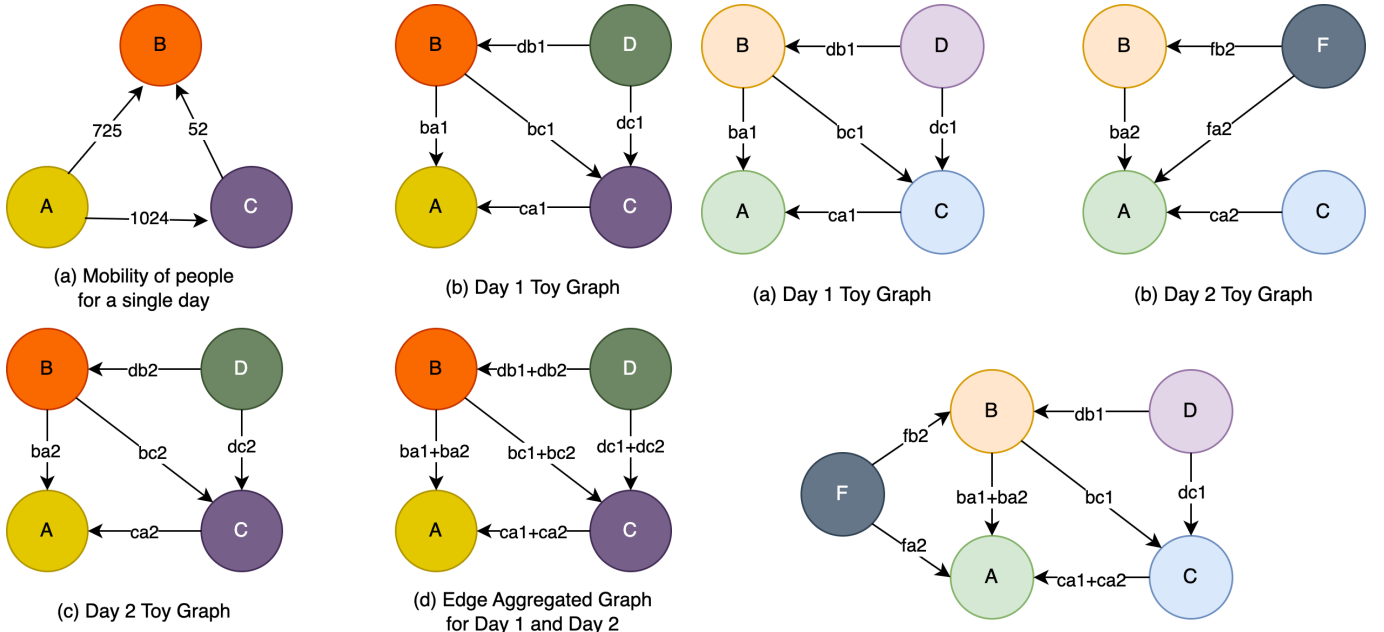 B
725
52
A
1024
C
(a) Mobility of people
for a single day
B
db1
D
ba1
bc1
dc1
A
ca1
C
(b) Day 1 Toy Graph
B
db1
D
ba1
bc1
dc1
A
ca1
C
(a) Day 1 Toy Graph
B
fb2
F
ba2
fa2
A
ca2
C
(b) Day 2 Toy Graph
B
db2
D
ba2
bc2
dc2
A
ca2
C
(c) Day 2 Toy Graph
B
db1+db2
D
ba1+ba2
bc1+bc2
dc1+dc2
A
ca1+ca2
C
(d) Edge Aggregated Graph
for Day 1 and Day 2
B
db1
D
fb2
F
ba1+ba2
bc1
dc1
fa2
A
ca1+ca2
C